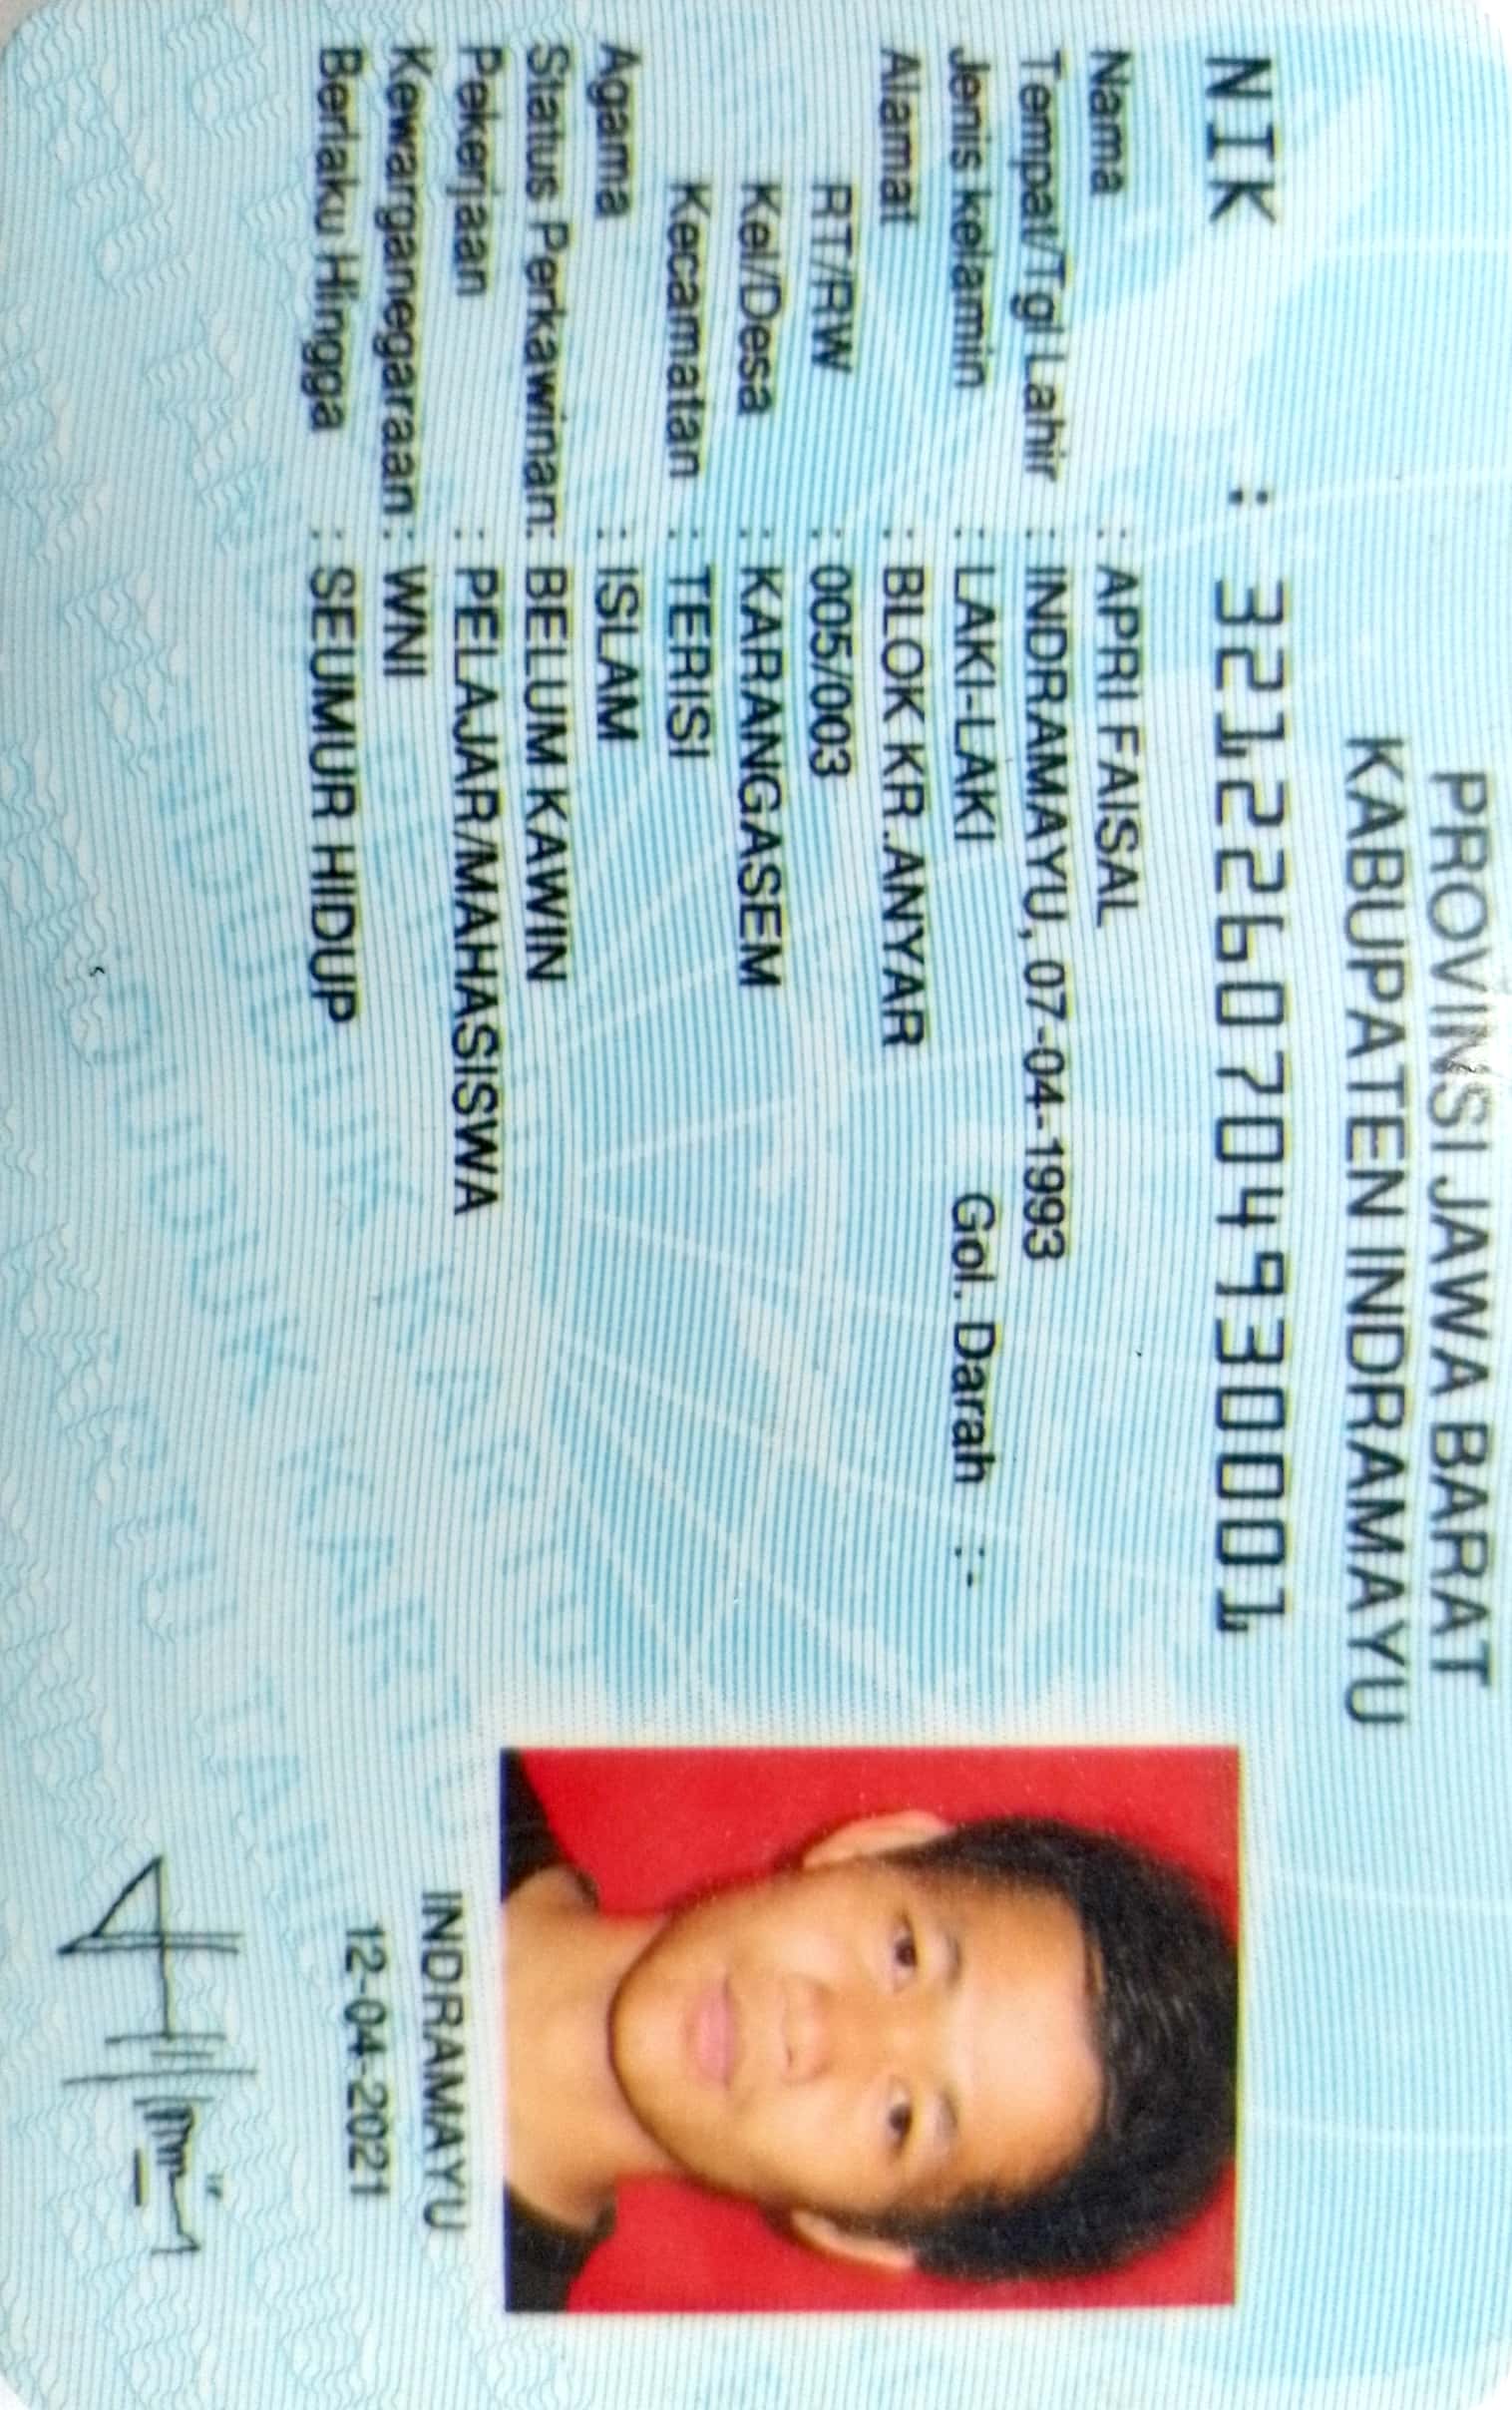 PROVINSI JAWA BARAT
KABUPATEN INDRAMAYU
NIK : 3212260704930001
Nama : APRI FAISAL
Tempat/Tgl Lahir : INDRAMAYU, 07-04-1993
Jenis kelamin : LAKI-LAKI Gol. Darah :-
Alamat : BLOK KR.ANYAR
RT/RW : 005/003
Kel/Desa : KARANGASEM
Kecamatan : TERISI
Agama : ISLAM
Status Perkawinan: BELUM KAWIN
Pekerjaan : PELAJAR/MAHASISWA
Kewarganegaraan : WNI
Berlaku Hingga : SEUMUR HIDUP
INDRAMAYU
12-04-2021